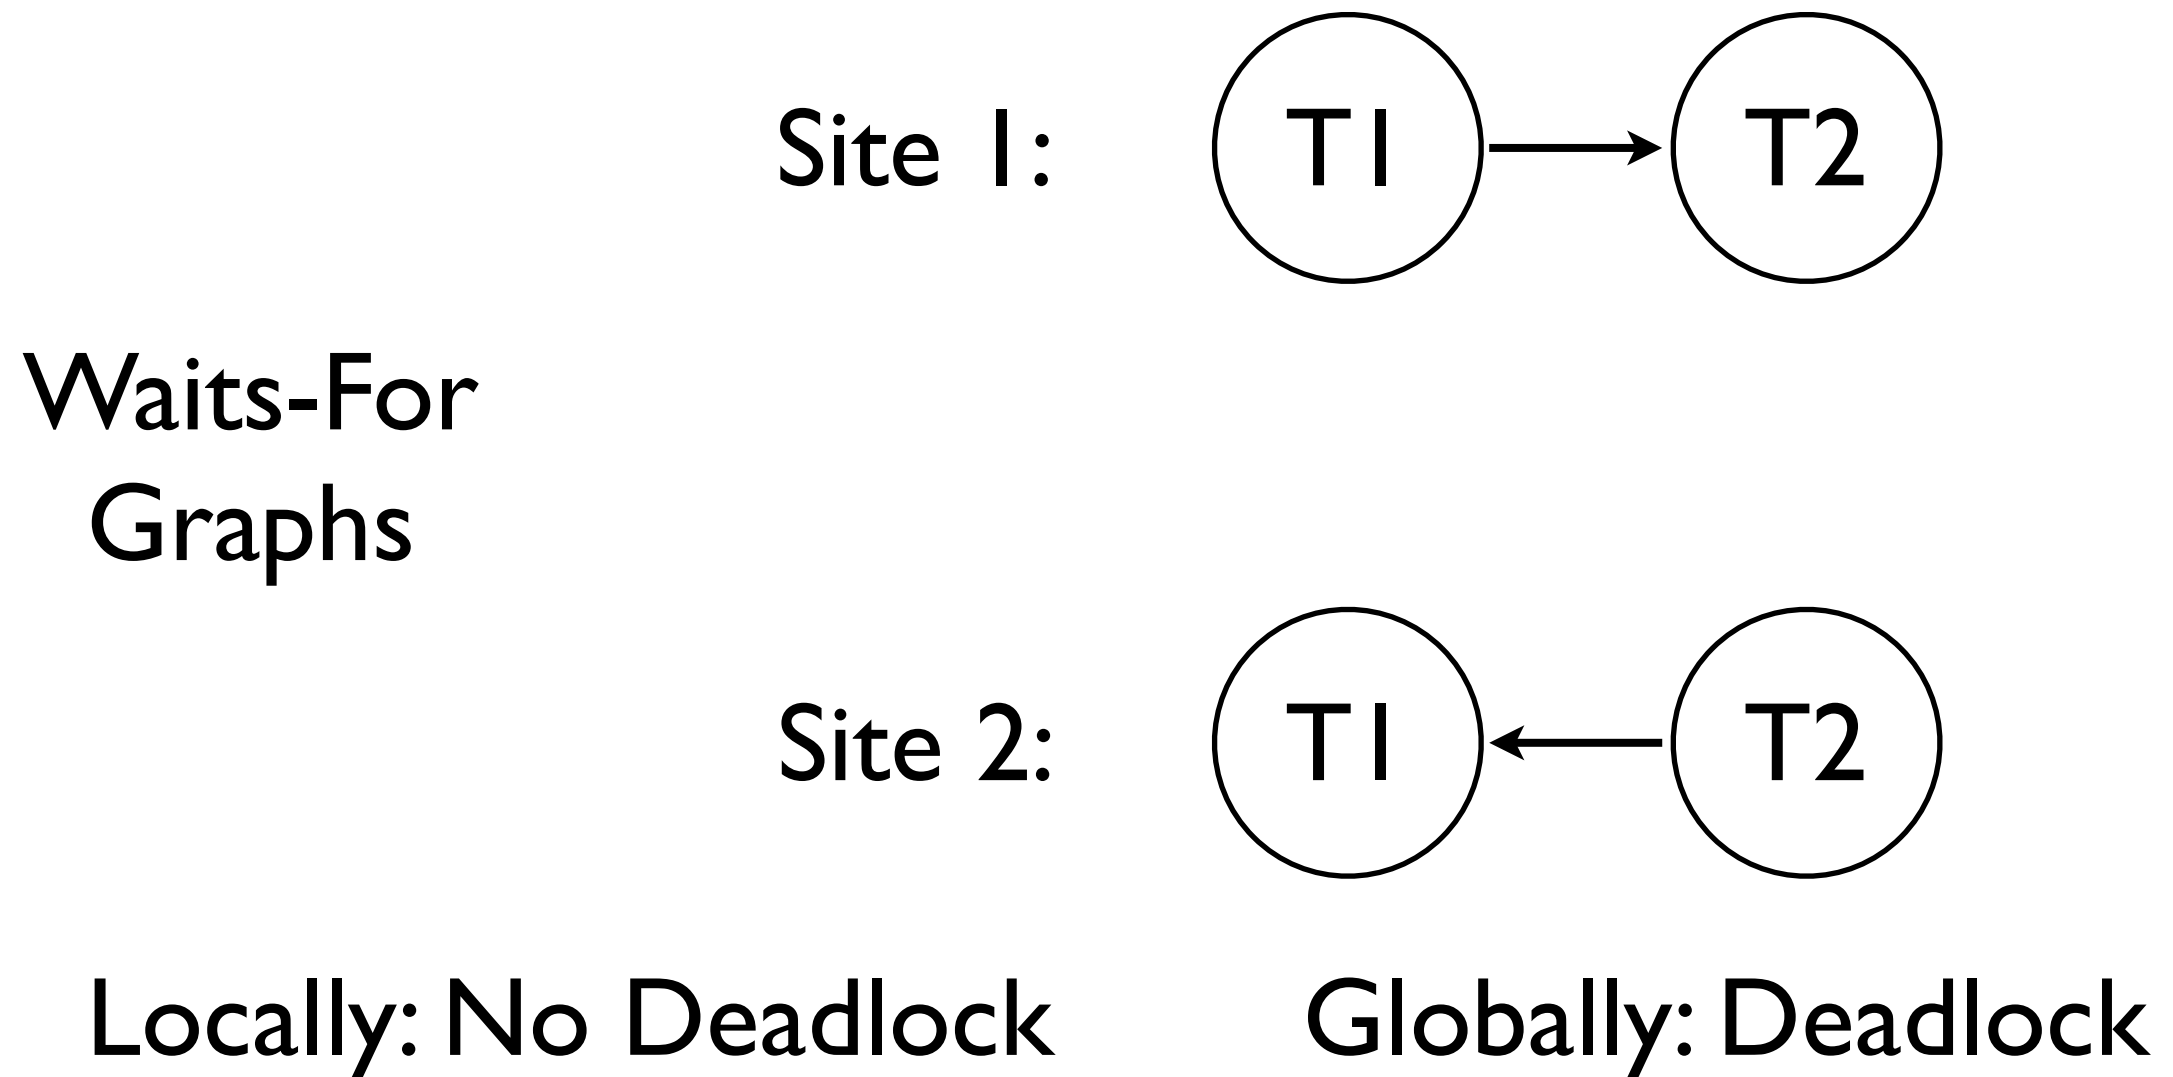 Site 1:
T1
T2
Waits-For
Graphs
Site 2:
T1
T2
Locally: No Deadlock
Globally: Deadlock